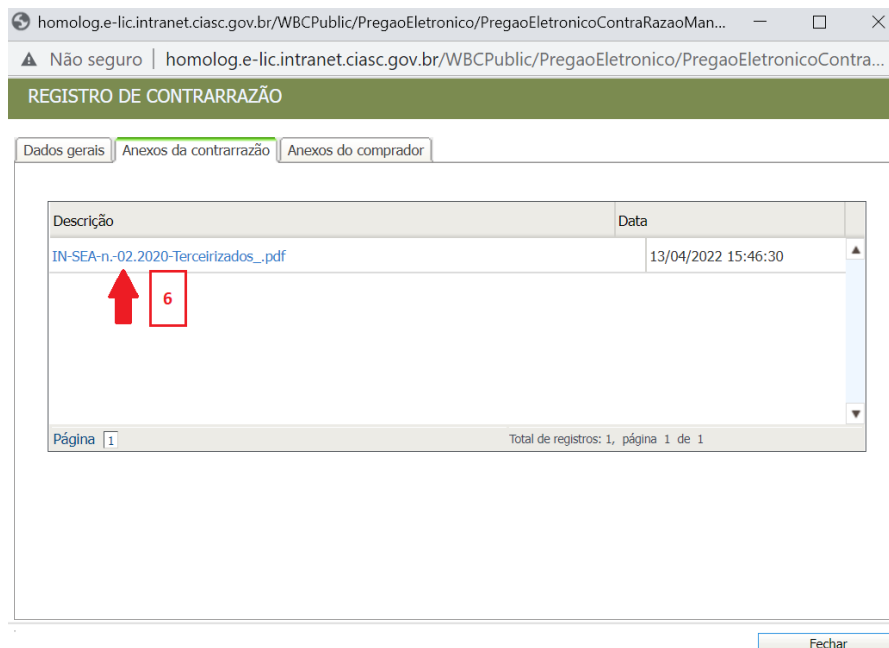 homolog.e-lic.intranet.ciasc.gov.br/WBCPublic/PregaoEletronico/PregaoEletronicoContraRazaoMan...
Não seguro | homolog.e-lic.intranet.ciasc.gov.br/WBCPublic/PregaoEletronico/PregaoEletronicoContra...
REGISTRO DE CONTRARRAZÃO
Dados gerais Anexos da contrarrazão Anexos do comprador
Descrição Data
IN-SEA-n.-02.2020-Terceirizados_.pdf 13/04/2022 15:46:30
6
Página 1 Total de registros: 1, página 1 de 1
Fechar